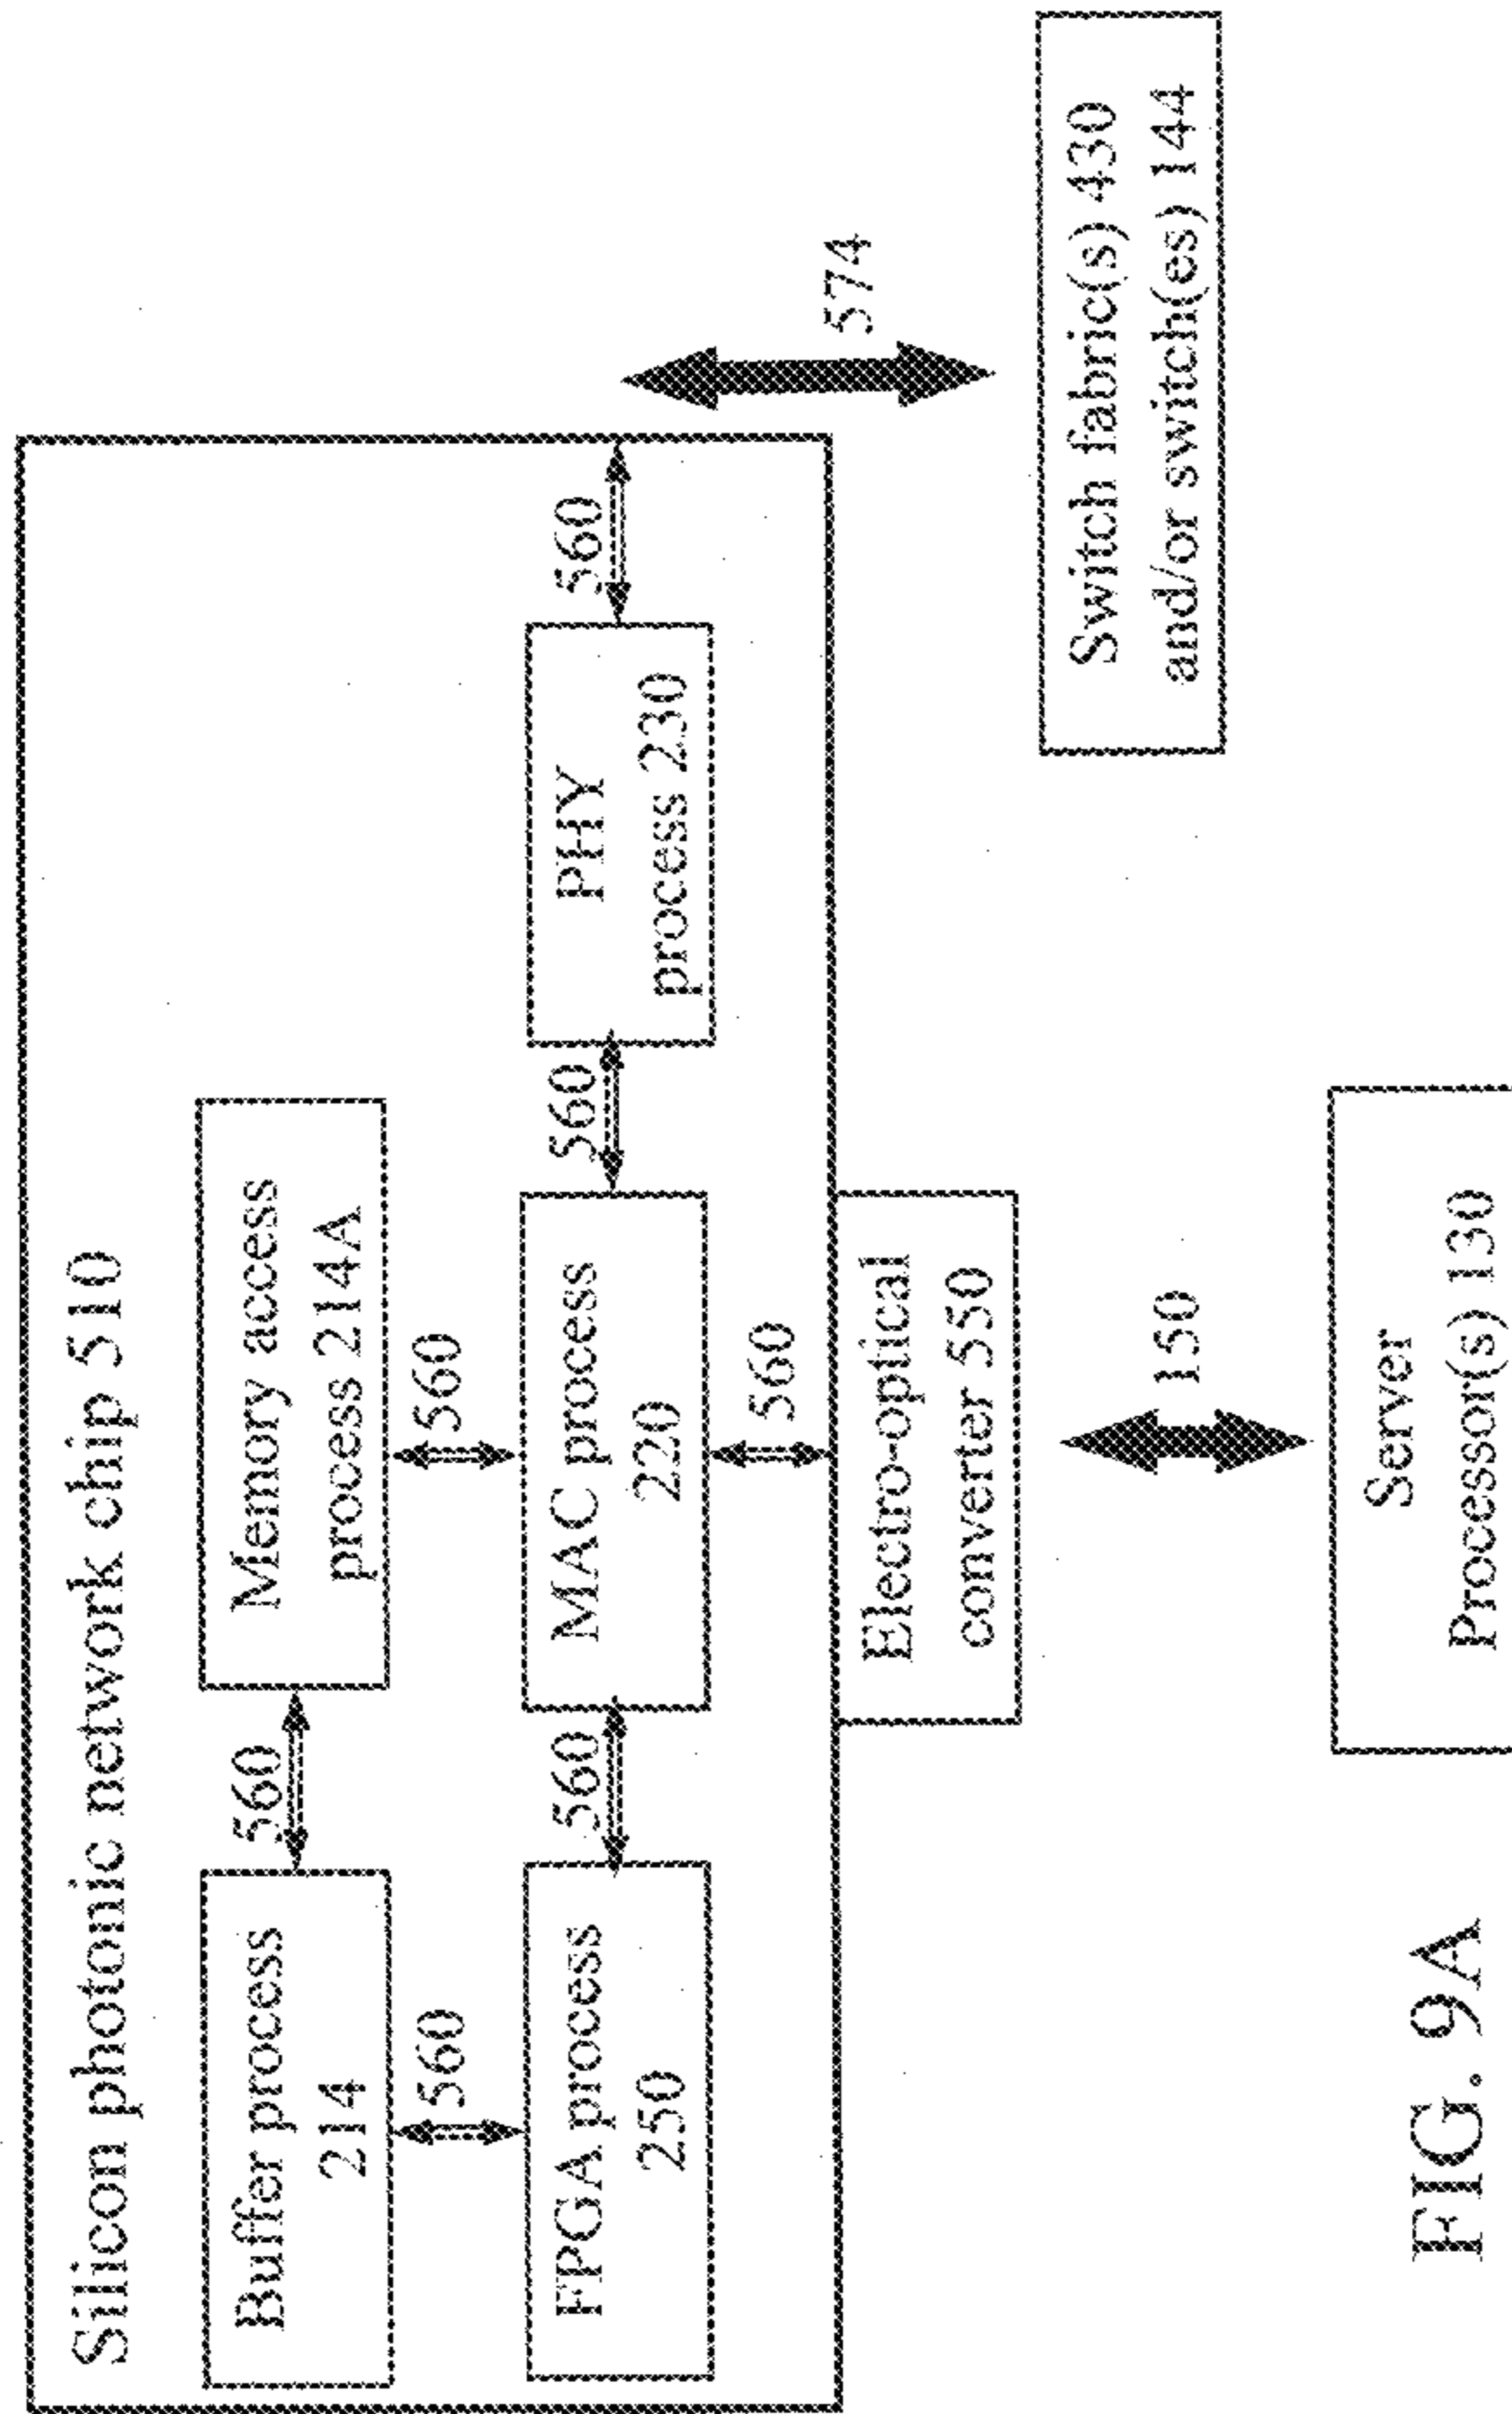 Silicon photonic network chip 510
Buffer process
214
560
Memory access
process 214A
560
560
FPGA process
250
560
MAC process
220
560
PHY
process 230
560
560
574
Electro-optical
converter 550
Switch fabric(s) 430
and/or switch(es) 144
150
Server
Processor(s) 130
FIG. 9A